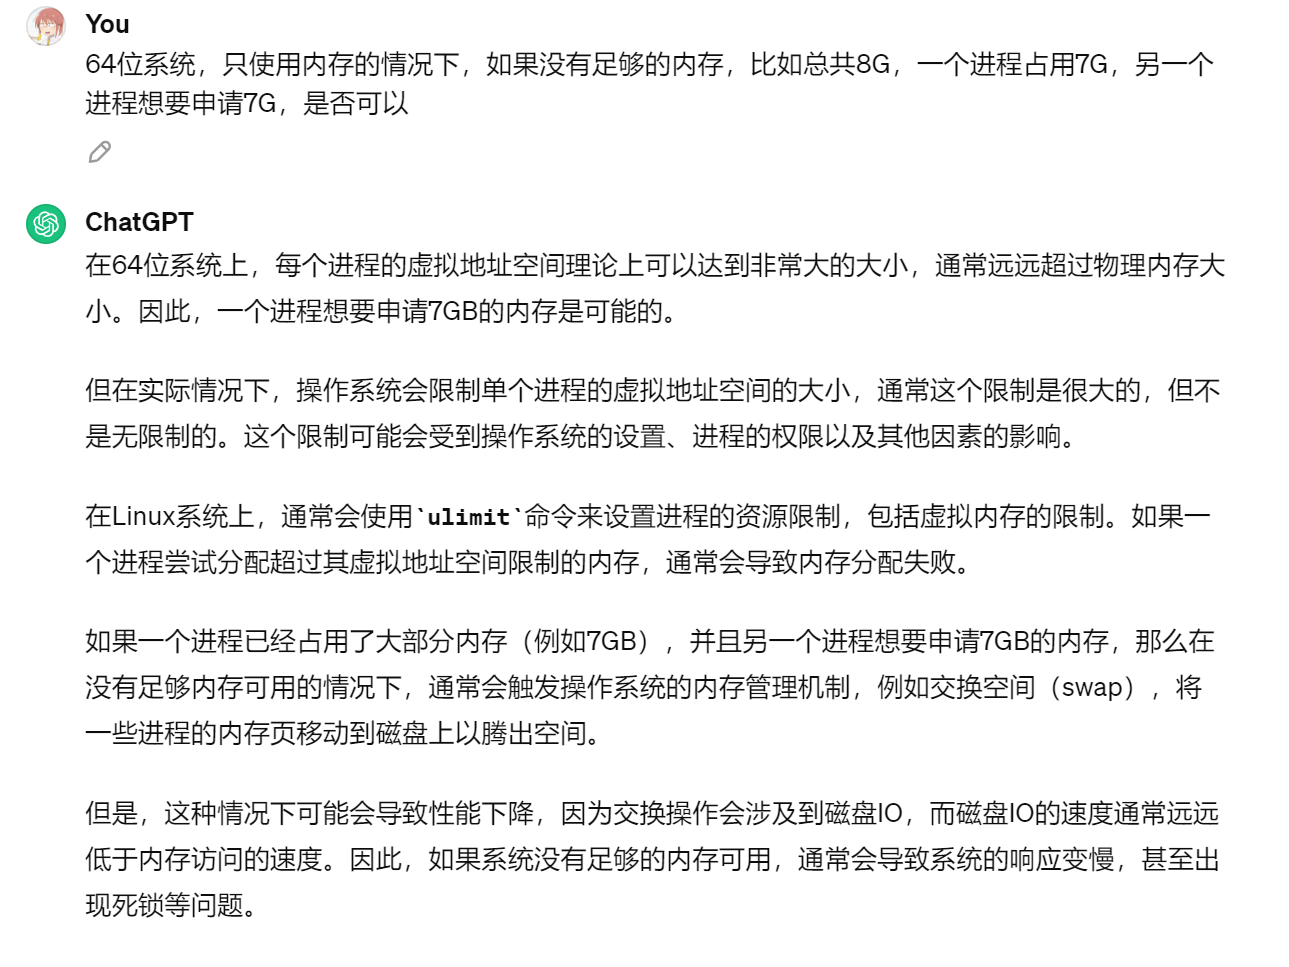 You
64位系统，只使用内存的情况下，如果没有足够的内存，比如总共8G，一个进程占用7G，另一个
进程想要申请7G，是否可以
ChatGPT
在64位系统上，每个进程的虚拟地址空间理论上可以达到非常大的大小，通常远远超过物理内存大
小。因此，一个进程想要申请7GB的内存是可能的。
但在实际情况下，操作系统会限制单个进程的虚拟地址空间的大小，通常这个限制是很大的，但不
是无限制的。这个限制可能会受到操作系统的设置、进程的权限以及其他因素的影响。
在Linux系统上，通常会使用`ulimit`命令来设置进程的资源限制，包括虚拟内存的限制。如果一
个进程尝试分配超过其虚拟地址空间限制的内存，通常会导致内存分配失败。
如果一个进程已经占用了大部分内存（例如7GB），并且另一个进程想要申请7GB的内存，那么在
没有足够内存可用的情况下，通常会触发操作系统的内存管理机制，例如交换空间（swap），将
一些进程的内存页移动到磁盘上以腾出空间。
但是，这种情况下可能会导致性能下降，因为交换操作会涉及到磁盘IO，而磁盘IO的速度通常远远
低于内存访问的速度。因此，如果系统没有足够的内存可用，通常会导致系统的响应变慢，甚至出
现死锁等问题。